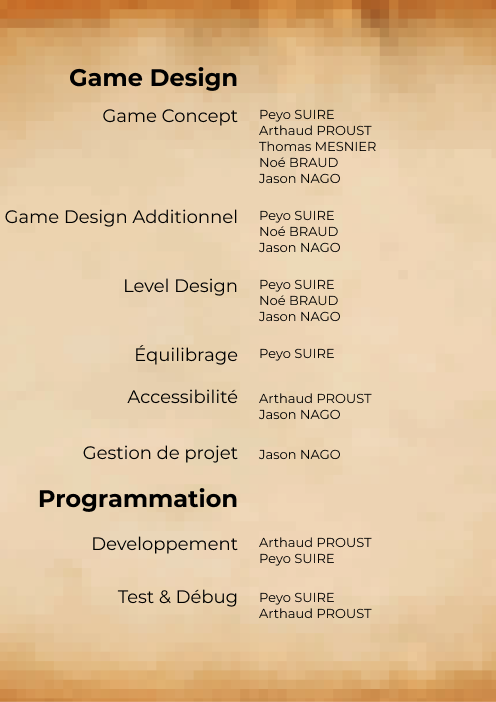 Game Design
Game Concept Peyo SUIRE
Arthaud PROUST
Thomas MESNIER
Noé BRAUD
Jason NAGO
Game Design Additionnel Peyo SUIRE
Noé BRAUD
Jason NAGO
Level Design Peyo SUIRE
Noé BRAUD
Jason NAGO
Équilibrage Peyo SUIRE
Accessibilité Arthaud PROUST
Jason NAGO
Gestion de projet Jason NAGO
Programmation
Developpement Arthaud PROUST
Peyo SUIRE
Test & Débug Peyo SUIRE
Arthaud PROUST